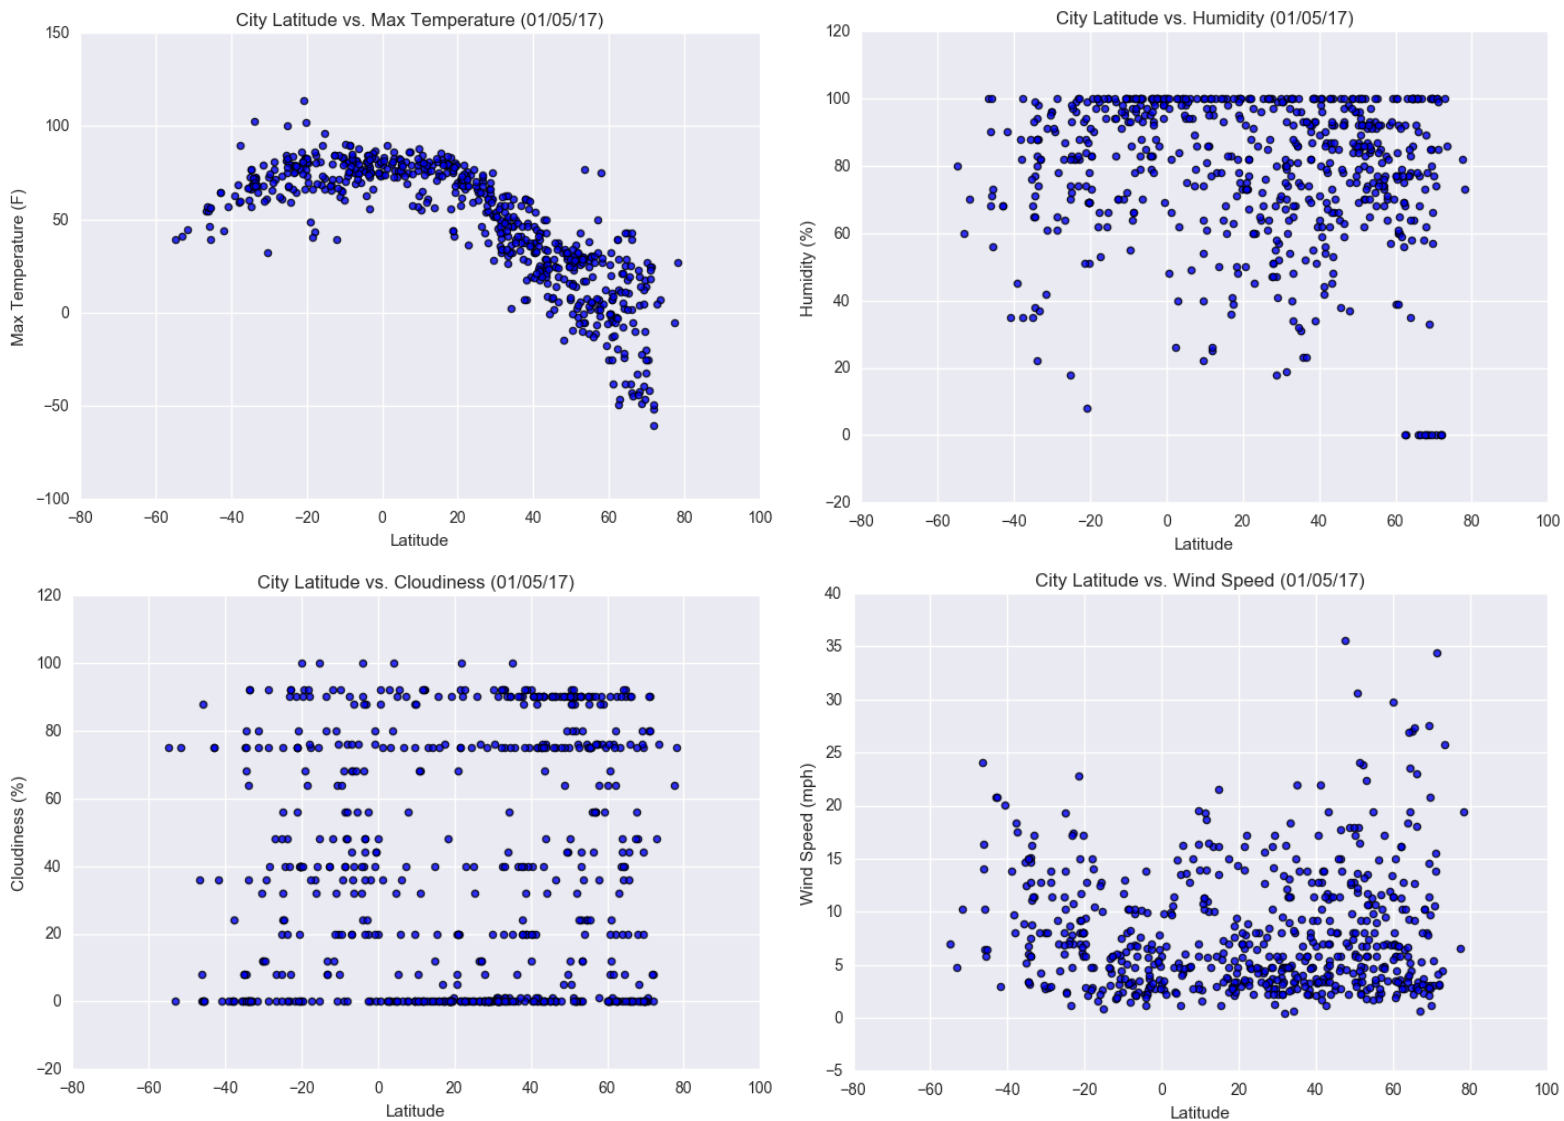 City Latitude vs. Max Temperature (01/05/17)
150
100
50
0
−50
−100
Max Temperature (F)
−80 −60 −40 −20 0 20 40 60 80 100
Latitude
City Latitude vs. Humidity (01/05/17)
120
100
80
60
40
20
0
−20
Humidity (%)
−80 −60 −40 −20 0 20 40 60 80 100
Latitude
City Latitude vs. Cloudiness (01/05/17)
120
100
80
60
40
20
0
−20
Cloudiness (%)
−80 −60 −40 −20 0 20 40 60 80 100
Latitude
City Latitude vs. Wind Speed (01/05/17)
40
35
30
25
20
15
10
5
0
−5
Wind Speed (mph)
−80 −60 −40 −20 0 20 40 60 80 100
Latitude